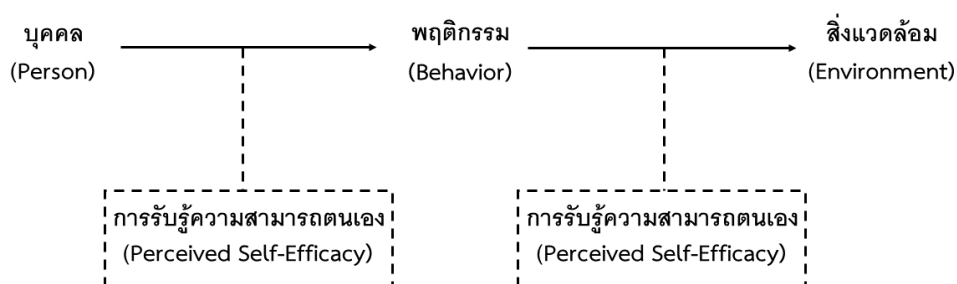 บุคคล
(Person)
พฤติกรรม
(Behavior)
สิ่งแวดล้อม
(Environment)
การรับรู้ความสามารถตนเอง
(Perceived Self-Efficacy)
การรับรู้ความสามารถตนเอง
(Perceived Self-Efficacy)